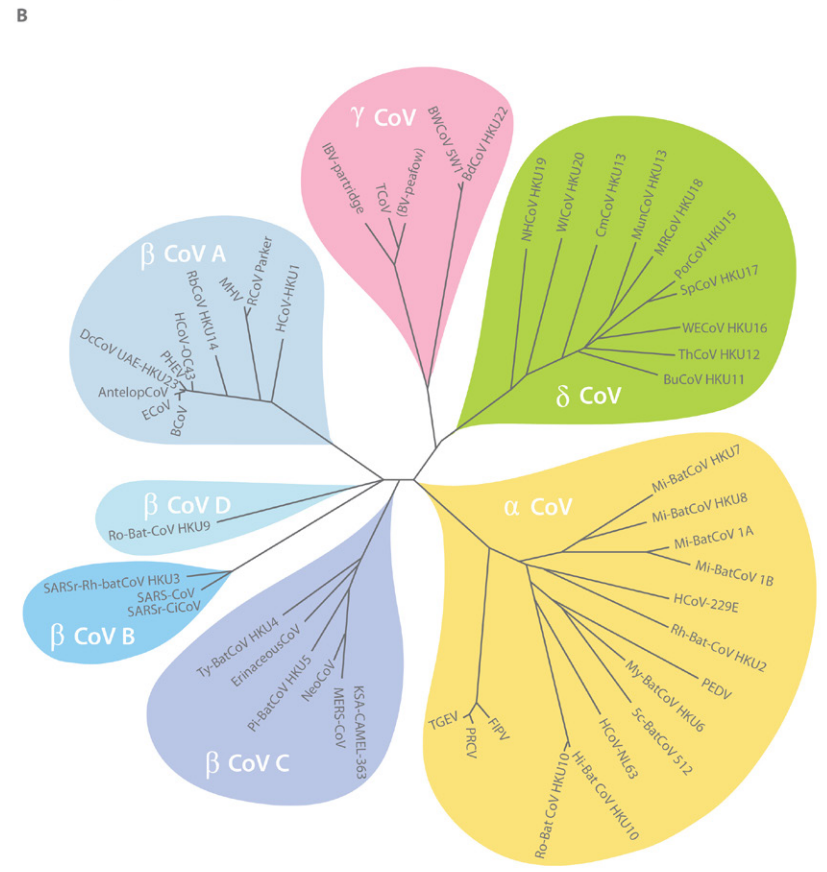 B
γ CoV
IBV-partridge
TCoV
(BV-peafow)
BWCoV 5W1
BdCoV HKU22
NHCoV HKU19
WICoV HKU20
CmCoV HKU13
MunCoV HKU13
MRCoV HKU18
PorCoV HKU15
SpCoV HKU17
WECoV HKU16
ThCoV HKU12
BuCoV HKU11
δ CoV
β CoV A
DcCoV UAE-HKU23
PHEV
HCoV-OC43
RbCoV HKU14
MHV
RCoV Parker
HCoV-HKU1
AntelopCoV
ECoV
BCoV
β CoV D
Ro-Bat-CoV HKU9
SARSr-Rh-batCoV HKU3
SARS-CoV
SARSr-CiCoV
β CoV B
Ty-BatCoV HKU4
ErinaceousCoV
Pi-BatCoV HKU5
NeoCoV
MERS-CoV
KSA-CAMEL-363
β CoV C
α CoV
Mi-BatCoV HKU7
Mi-BatCoV HKU8
Mi-BatCoV 1A
Mi-BatCoV 1B
HCoV-229E
Rh-Bat-CoV HKU2
PEDV
My-BatCoV HKU6
5c-BatCoV 512
HCoV-NL63
Hi-Bat CoV HKU10
Ro-Bat CoV HKU10
FIPV
PRCV
TGEV